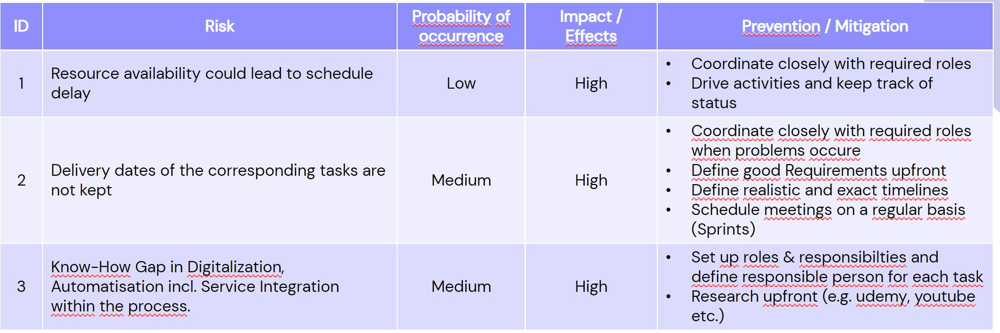 ID
Risk
Probability of
occurrence
Impact /
Effects
Prevention / Mitigation
1
Resource availability could lead to schedule
delay
Low
High
• Coordinate closely with required roles
• Drive activities and keep track of
status
2
Delivery dates of the corresponding tasks are
not kept
Medium
High
• Coordinate closely with required roles
when problems occure
• Define good Requirements upfront
• Define realistic and exact timelines
• Schedule meetings on a regular basis
(Sprints)
3
Know-How Gap in Digitalization,
Automatisation incl. Service Integration
within the process.
Medium
High
• Set up roles & responsibilties and
define responsible person for each task
• Research upfront (e.g. udemy, youtube
etc.)